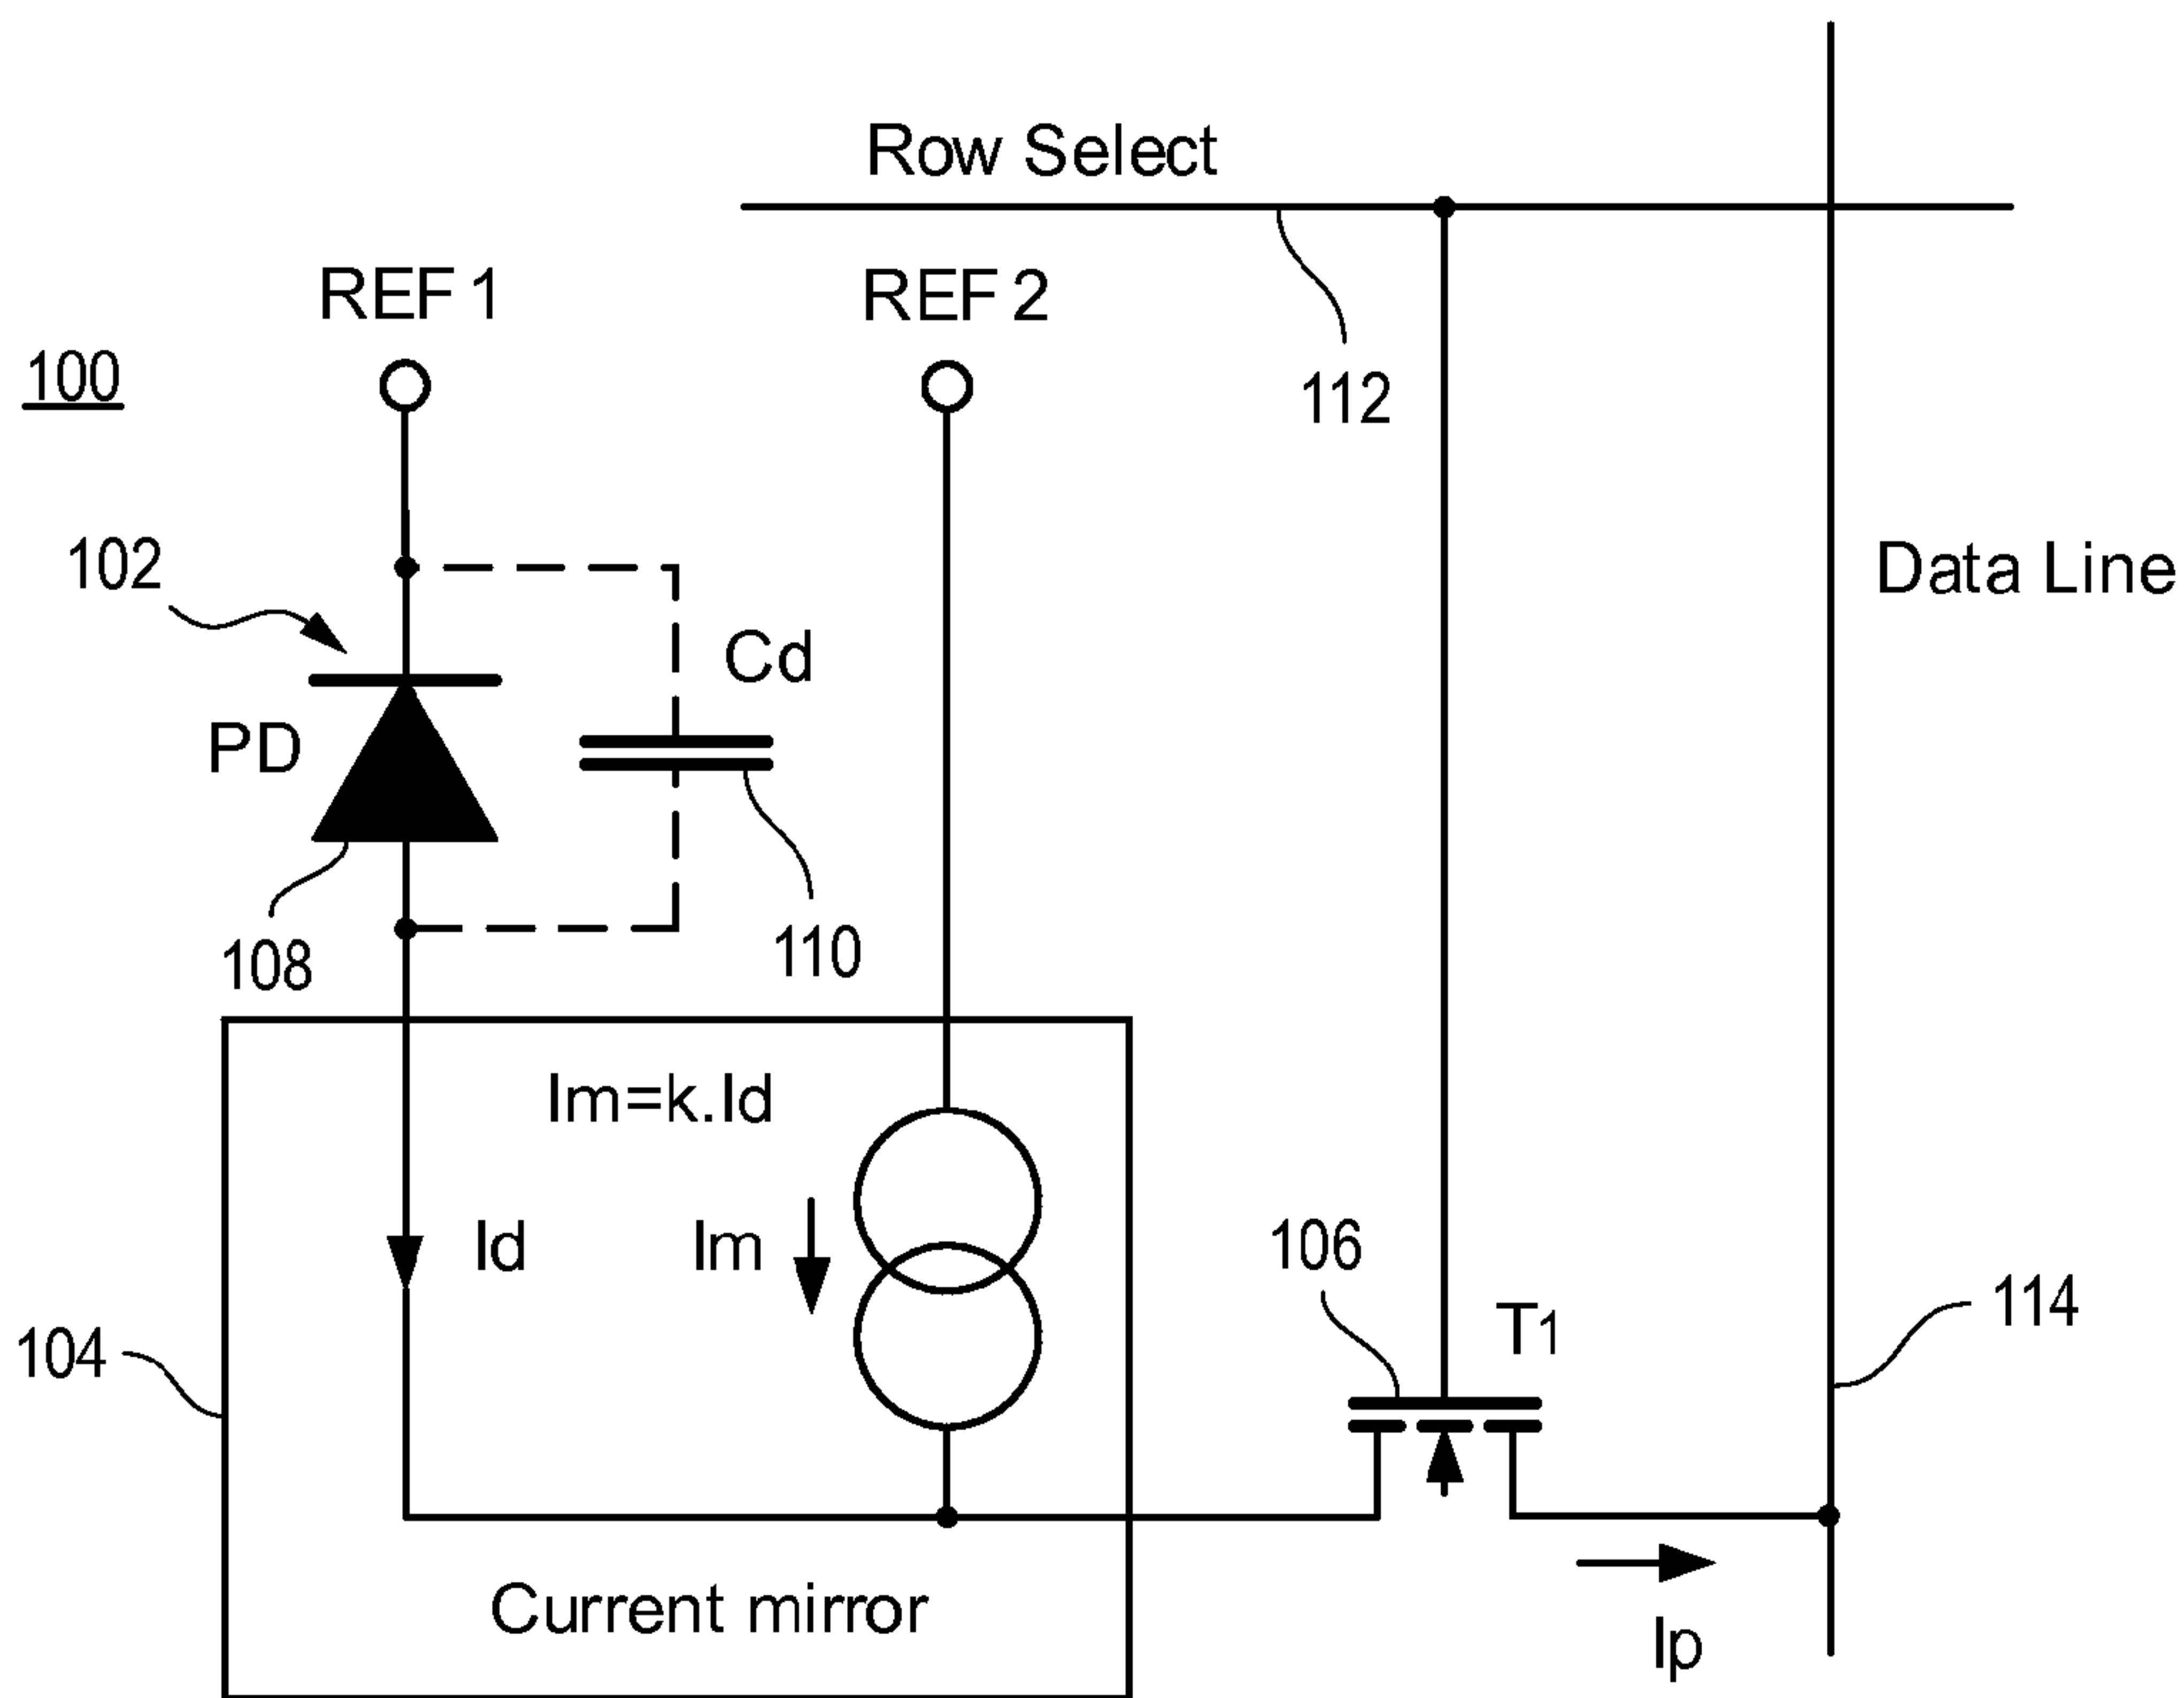 Row Select
REF 1
REF 2
100
112
102
Data Line
Cd
PD
108
110
Im=k.Id
Id
Im
106
T1
114
104
Current mirror
Ip